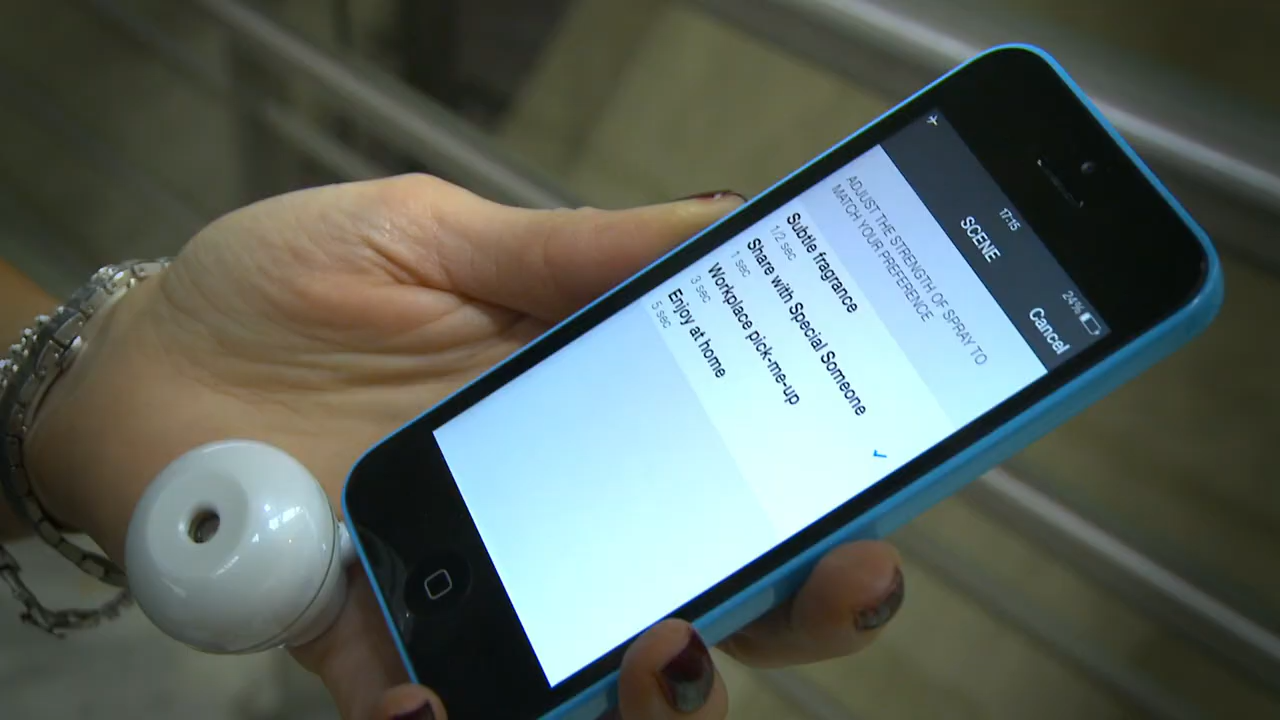 17:15
24%
SCENE
Cancel
ADJUST THE STRENGTH OF SPRAY TO
MATCH YOUR PREFERENCE
Subtle fragrance
1/2 sec
Share with Special Someone
1 sec
Workplace pick-me-up
3 sec
Enjoy at home
5 sec